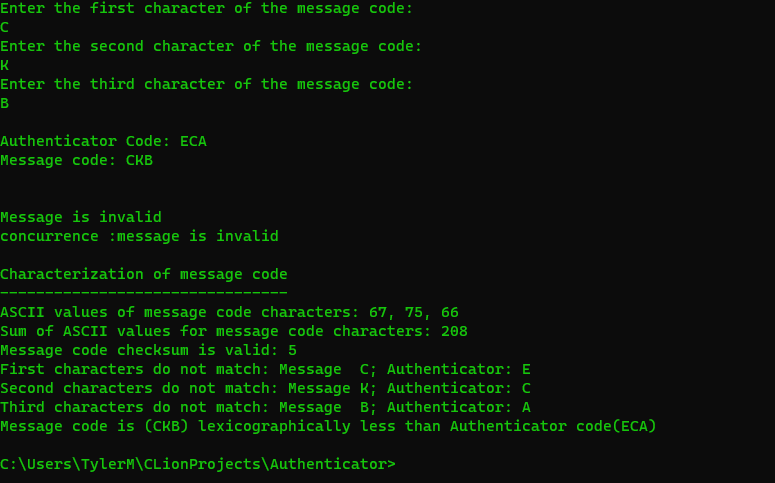 Enter the first character of the message code:
C
Enter the second character of the message code:
K
Enter the third character of the message code:
B
Authenticator Code: ECA
Message code: CKB
Message is invalid
concurrence :message is invalid
Characterization of message code
--------------------------------
ASCII values of message code characters: 67, 75, 66
Sum of ASCII values for message code characters: 208
Message code checksum is valid: 5
First characters do not match: Message  C; Authenticator: E
Second characters do not match: Message K; Authenticator: C
Third characters do not match: Message  B; Authenticator: A
Message code is (CKB) lexicographically less than Authenticator code(ECA)
C:\Users\TylerM\CLionProjects\Authenticator>